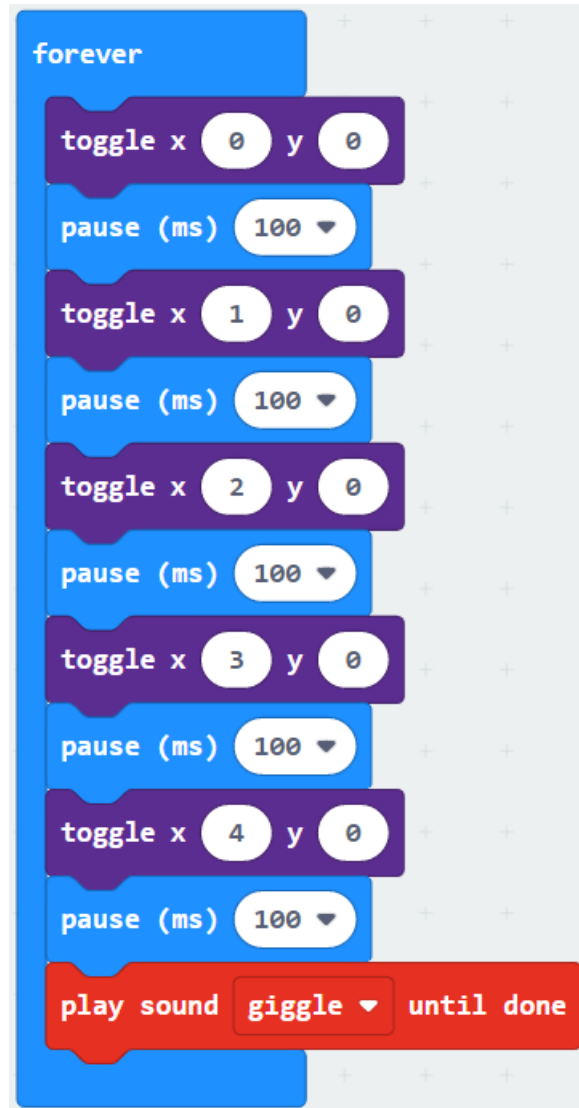 forever
toggle x 0 y 0
pause (ms) 100
toggle x 1 y 0
pause (ms) 100
toggle x 2 y 0
pause (ms) 100
toggle x 3 y 0
pause (ms) 100
toggle x 4 y 0
pause (ms) 100
play sound giggle until done